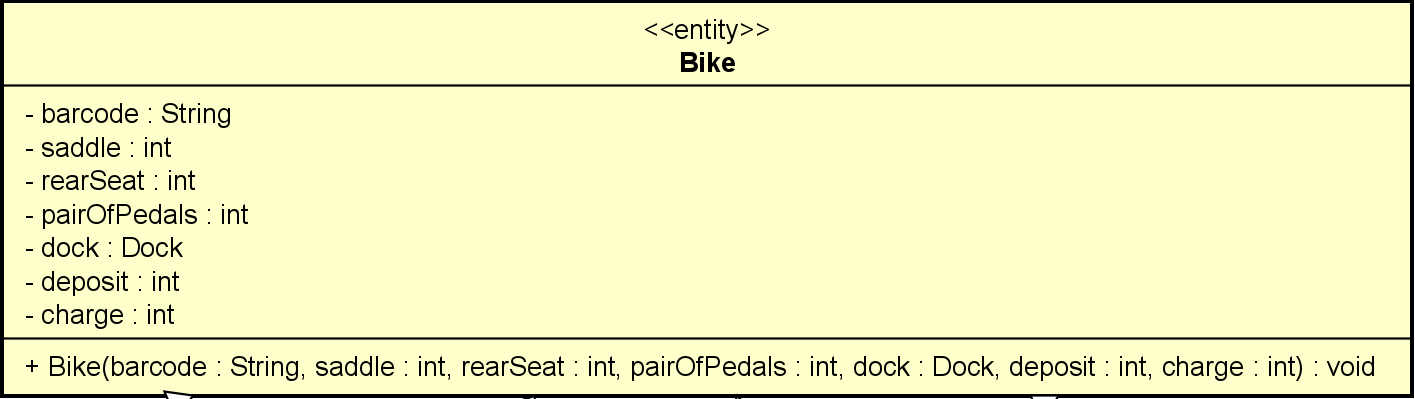 <<entity>>
Bike
- barcode : String
- saddle : int
- rearSeat : int
- pairOfPedals : int
- dock : Dock
- deposit : int
- charge : int
+ Bike(barcode : String, saddle : int, rearSeat : int, pairOfPedals : int, dock : Dock, deposit : int, charge : int) : void